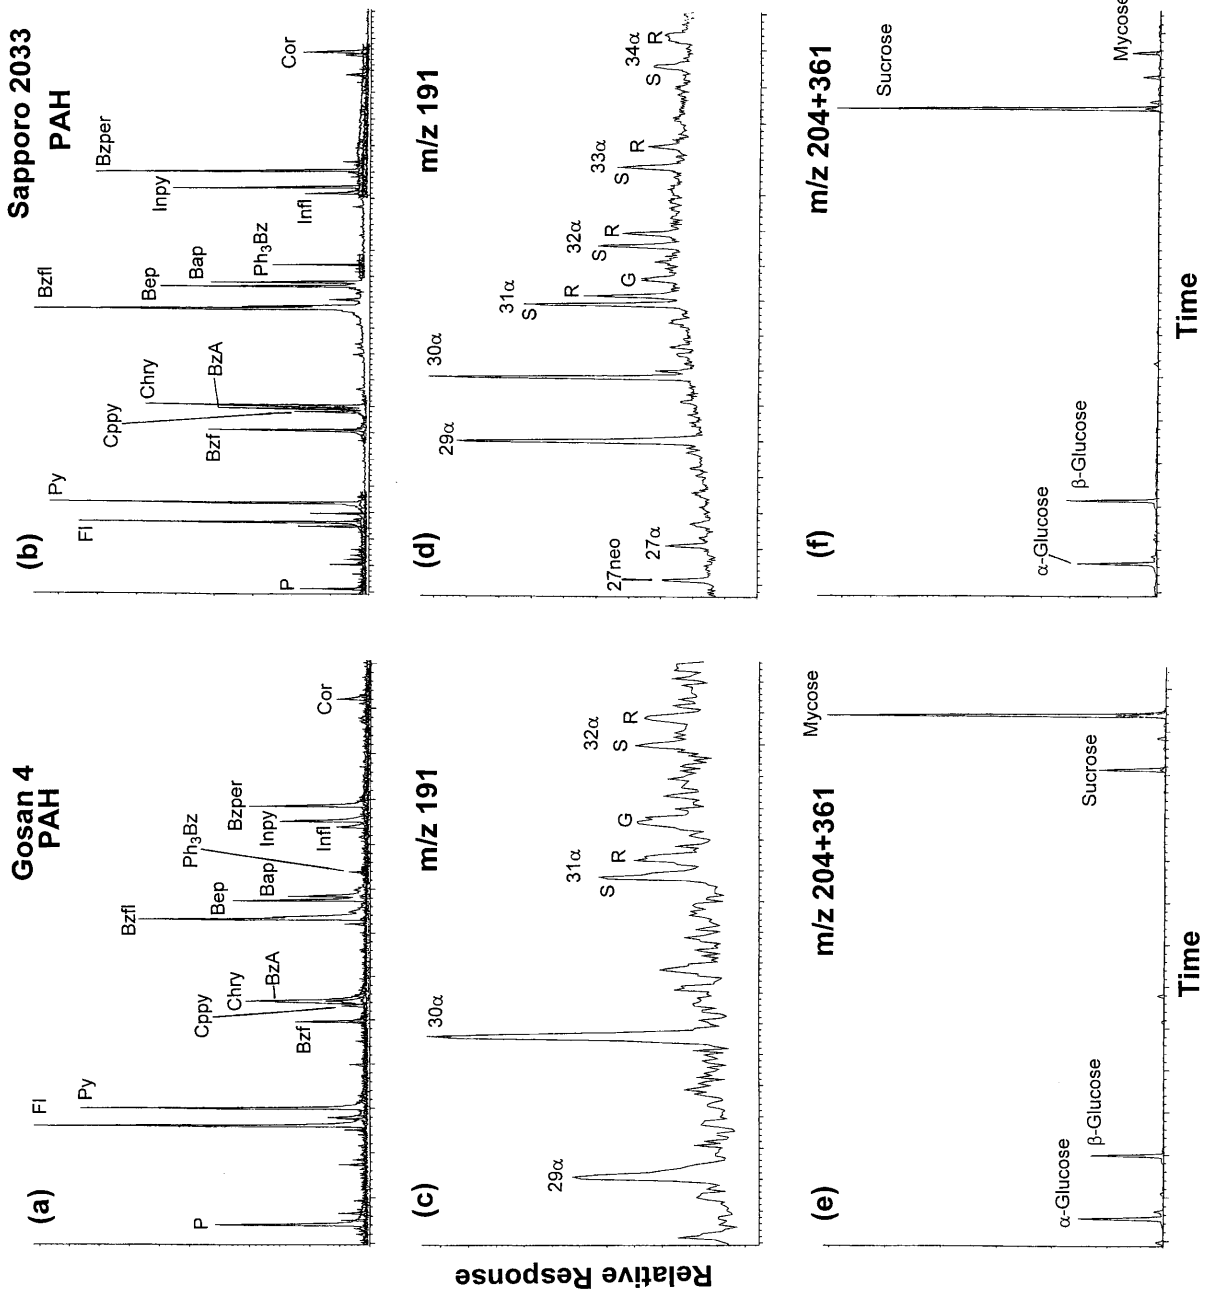 Gosan 4
PAH
(a)
P
Fl
Py
Bzf
Cppy
Chry
BzA
Bzfl
Bep
Bap
Ph₃Bz
Infl
Inpy
Bzper
Cor
Sapporo 2033
PAH
(b)
P
Fl
Py
Bzf
Cppy
Chry
BzA
Bzfl
Bep
Bap
Ph₃Bz
Infl
Inpy
Bzper
Cor
Relative Response
(c)
m/z 191
29α
30α
31α
S
R
G
32α
S
R
(d)
m/z 191
27neo
27α
29α
30α
31α
S
R
G
32α
S
R
33α
S
R
34α
S
R
(e)
m/z 204+361
α-Glucose
β-Glucose
Sucrose
Mycose
Time
(f)
m/z 204+361
α-Glucose
β-Glucose
Sucrose
Mycose
Time